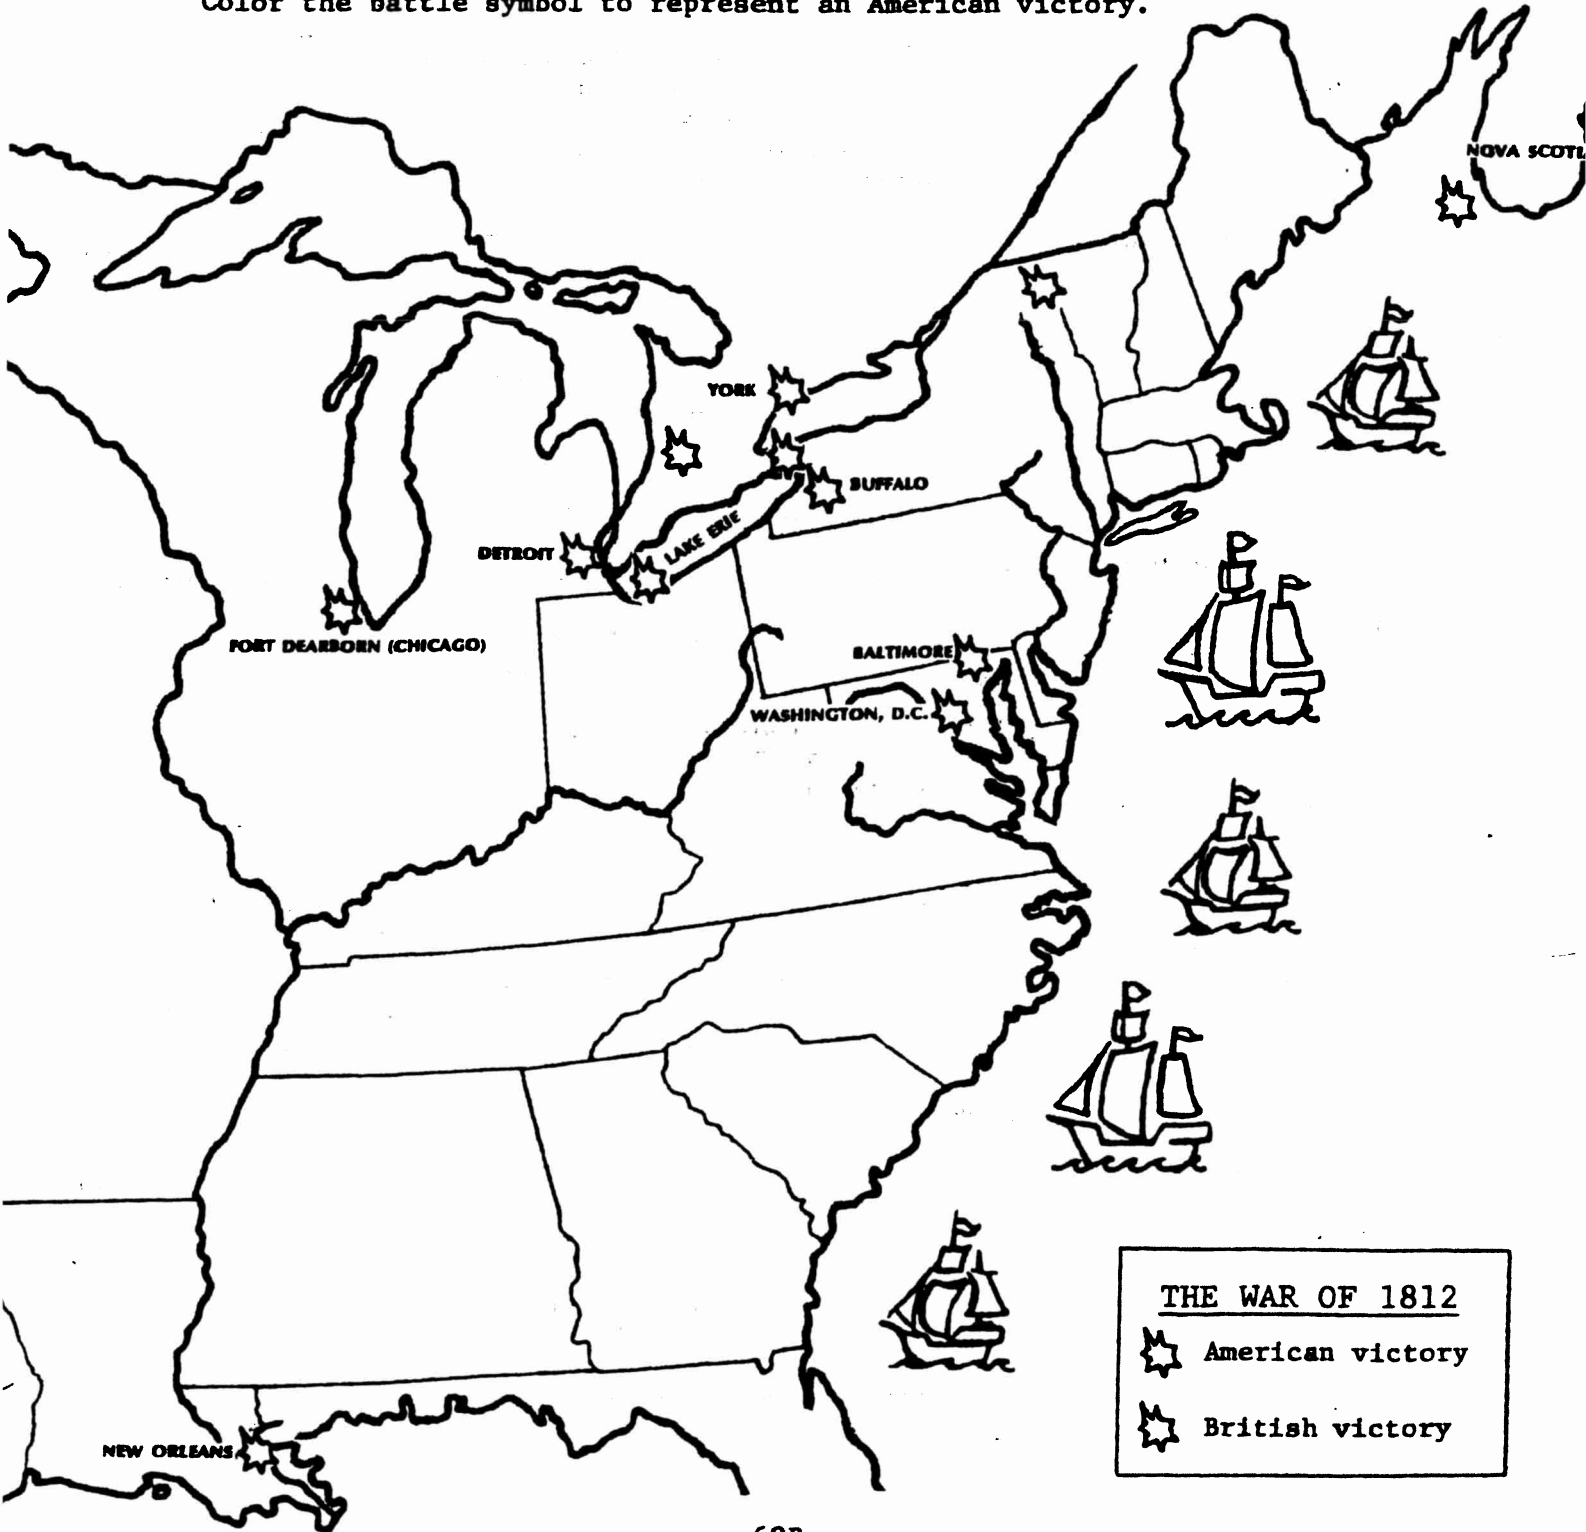 Color the battle symbol to represent an American victory.
NOVA SCOTI
YORK
BUFFALO
LAKE ERIE
DETROIT
FORT DEARBORN (CHICAGO)
BALTIMORE
WASHINGTON, D.C.
THE WAR OF 1812
American victory
British victory
NEW ORLEANS